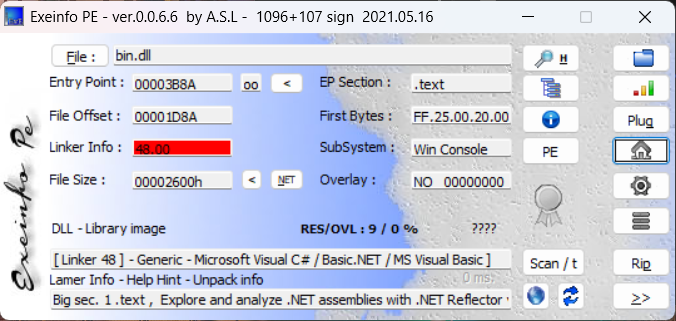 Exeinfo PE - ver.0.0.6.6 by A.S.L - 1096+107 sign 2021.05.16
Exeinfo Pe
File : bin.dll H
Entry Point : 00003B8A oo < EP Section : .text
File Offset : 00001D8A First Bytes : FF.25.00.20.00 Plug
Linker Info : 48.00 SubSystem : Win Console PE
File Size : 00002600h < .NET Overlay : NO 00000000
DLL - Library image RES/OVL : 9 / 0 % ????
[ Linker 48 ] - Generic - Microsoft Visual C# / Basic.NET / MS Visual Basic ] Scan / t Rip
Lamer Info - Help Hint - Unpack info 0 ms.
Big sec. 1 .text , Explore and analyze .NET assemblies with .NET Reflector >>